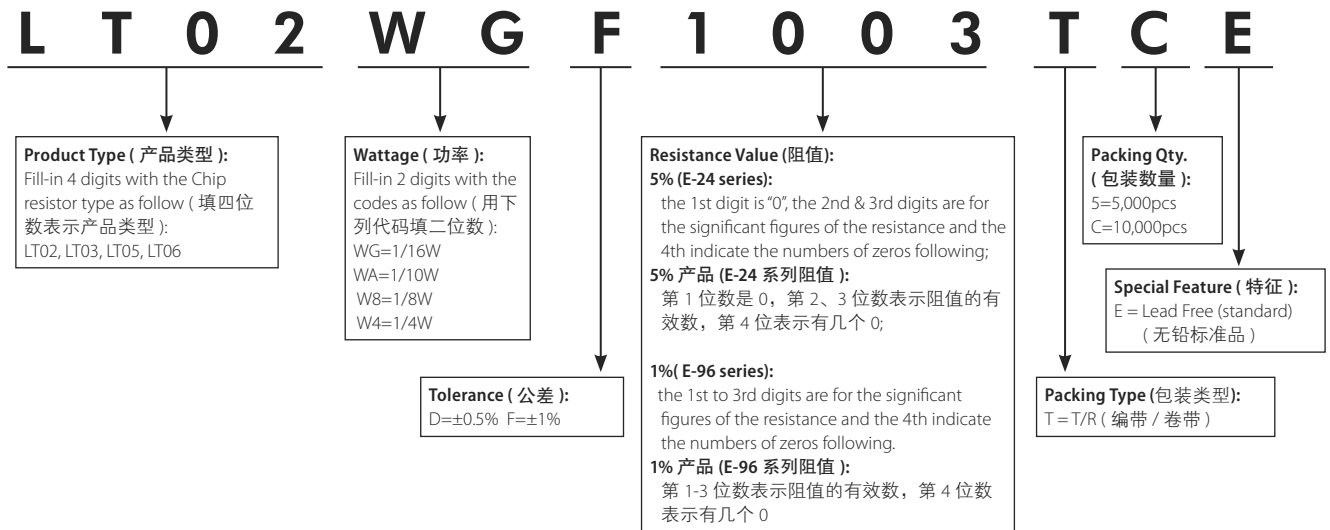 L T 0 2 W G F 1 0 0 3 T C E
Product Type ( 产品类型 ):
Fill-in 4 digits with the Chip
resistor type as follow ( 填四位
数表示产品类型 ):
LT02, LT03, LT05, LT06
Wattage ( 功率 ):
Fill-in 2 digits with the
codes as follow ( 用下
列代码填二位数 ):
WG=1/16W
WA=1/10W
W8=1/8W
W4=1/4W
Tolerance ( 公差 ):
D=±0.5% F=±1%
Resistance Value (阻值):
5% (E-24 series):
the 1st digit is “0”, the 2nd & 3rd digits are for
the significant figures of the resistance and the
4th indicate the numbers of zeros following;
5% 产品 (E-24 系列阻值 ):
第 1 位数是 0，第 2、3 位数表示阻值的有
效数，第 4 位表示有几个 0;
1%( E-96 series):
the 1st to 3rd digits are for the significant
figures of the resistance and the 4th indicate
the numbers of zeros following.
1% 产品 (E-96 系列阻值 ):
第 1-3 位数表示阻值的有效数，第 4 位数
表示有几个 0
Packing Qty.
( 包装数量 ):
5=5,000pcs
C=10,000pcs
Special Feature ( 特征 ):
E = Lead Free (standard)
( 无铅标准品 )
Packing Type (包装类型):
T = T/R ( 编带 / 卷带 )